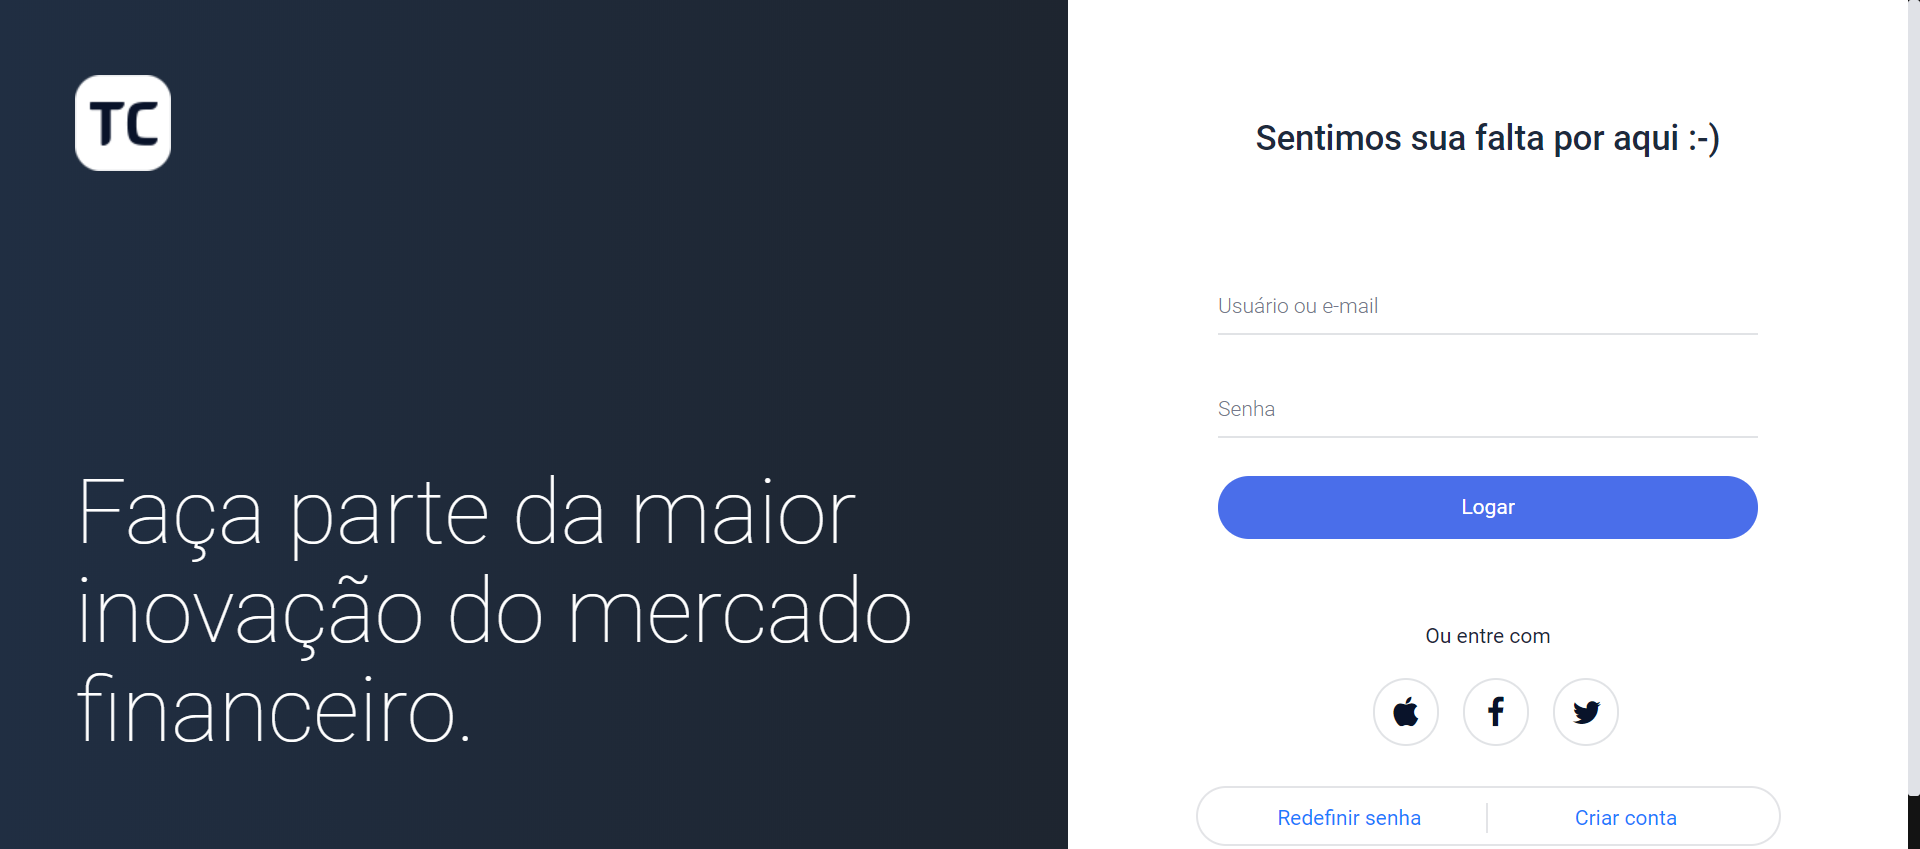 TC
Faça parte da maior
inovação do mercado
financeiro.
Sentimos sua falta por aqui :-)
Usuário ou e-mail
Senha
Logar
Ou entre com
Redefinir senha
Criar conta